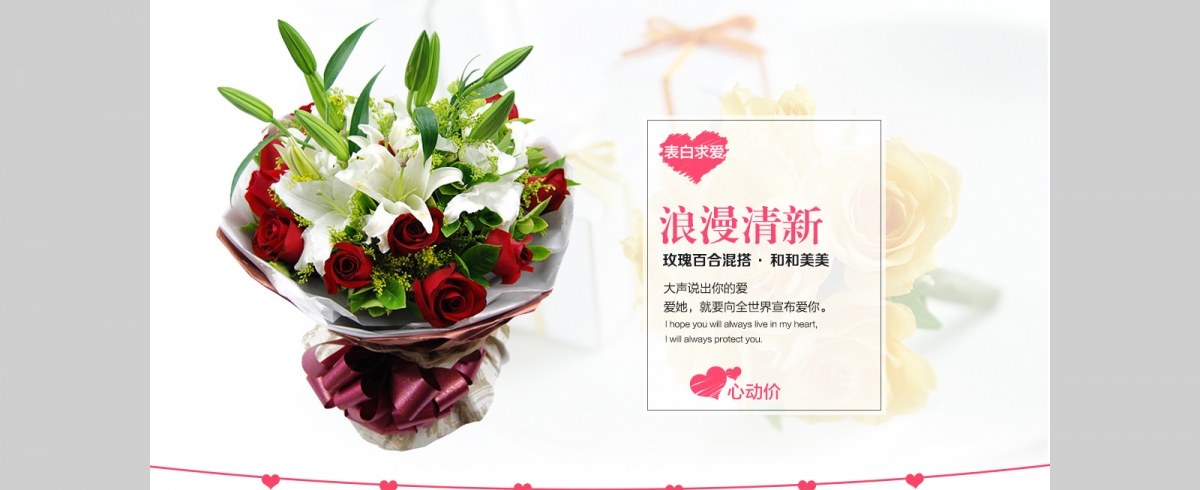 表白求爱
浪漫清新
玫瑰百合混搭 · 和和美美
大声说出你的爱
爱她，就要向全世界宣布爱你。
I hope you will always live in my heart,
I will always protect you.
心动价